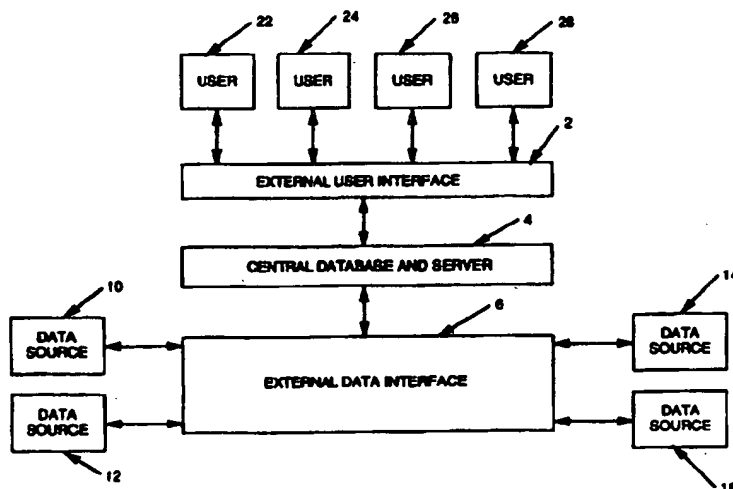 22 24 26 28
USER USER USER USER
2
EXTERNAL USER INTERFACE
4
CENTRAL DATABASE AND SERVER
10 6 14
DATA SOURCE
DATA SOURCE
EXTERNAL DATA INTERFACE
DATA SOURCE
DATA SOURCE
12